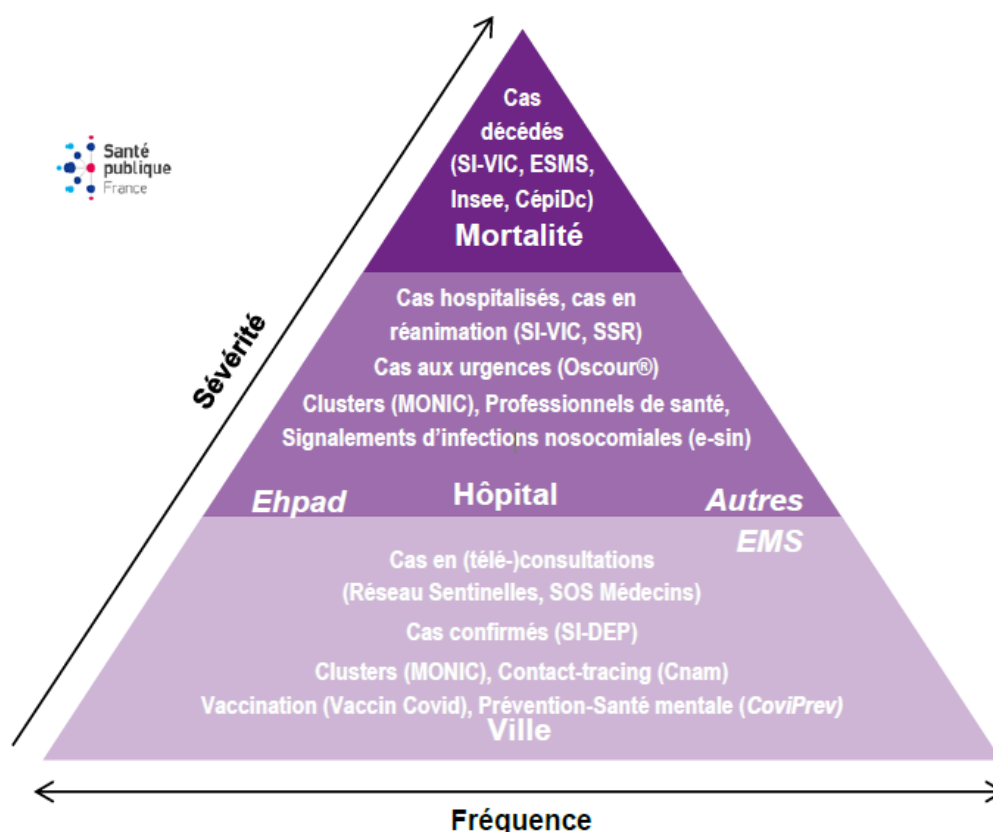 Santé
publique
France
Sévérité
Cas
décédés
(SI-VIC, ESMS,
Insee, CépiDc)
Mortalité
Cas hospitalisés, cas en
réanimation (SI-VIC, SSR)
Cas aux urgences (Oscour®)
Clusters (MONIC), Professionnels de santé,
Signalements d'infections nosocomiales (e-sin)
Ehpad
Hôpital
Autres
EMS
Cas en (télé-)consultations
(Réseau Sentinelles, SOS Médecins)
Cas confirmés (SI-DEP)
Clusters (MONIC), Contact-tracing (Cnam)
Vaccination (Vaccin Covid), Prévention-Santé mentale (CoviPrev)
Ville
Fréquence